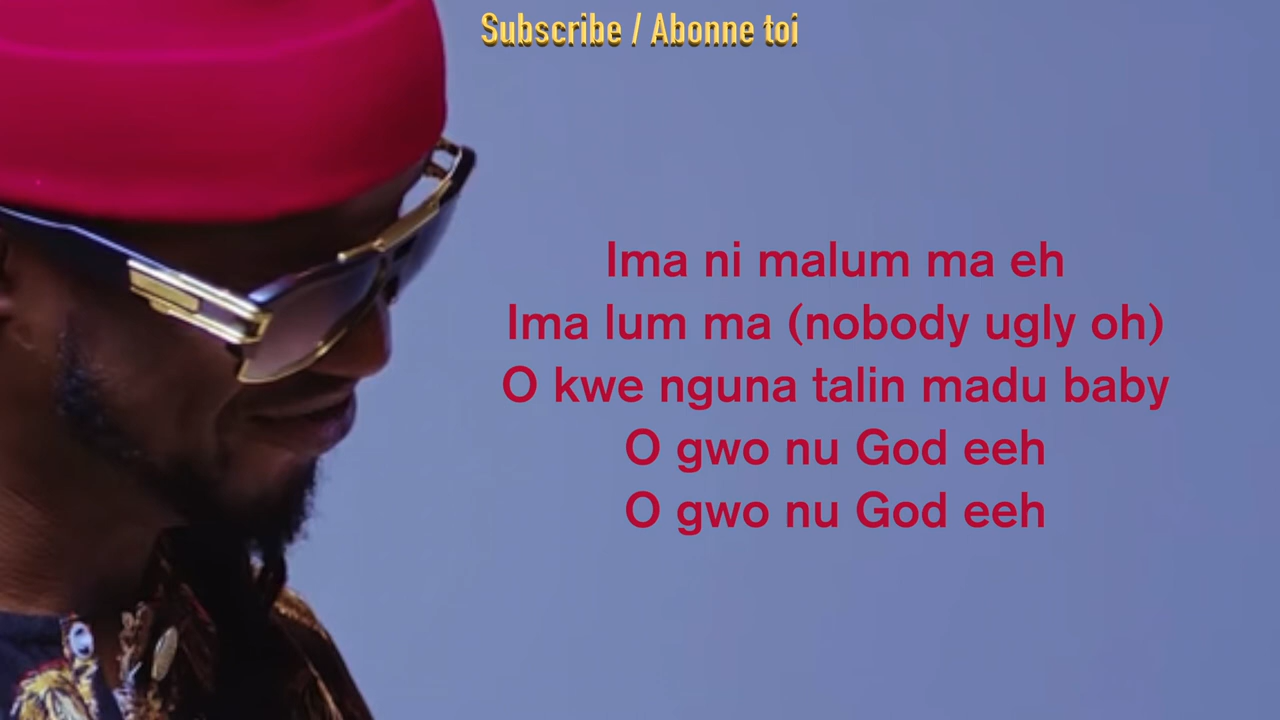 Subscribe / Abonne toi
Ima ni malum ma eh
Ima lum ma (nobody ugly oh)
O kwe nguna talin madu baby
O gwo nu God eeh
O gwo nu God eeh